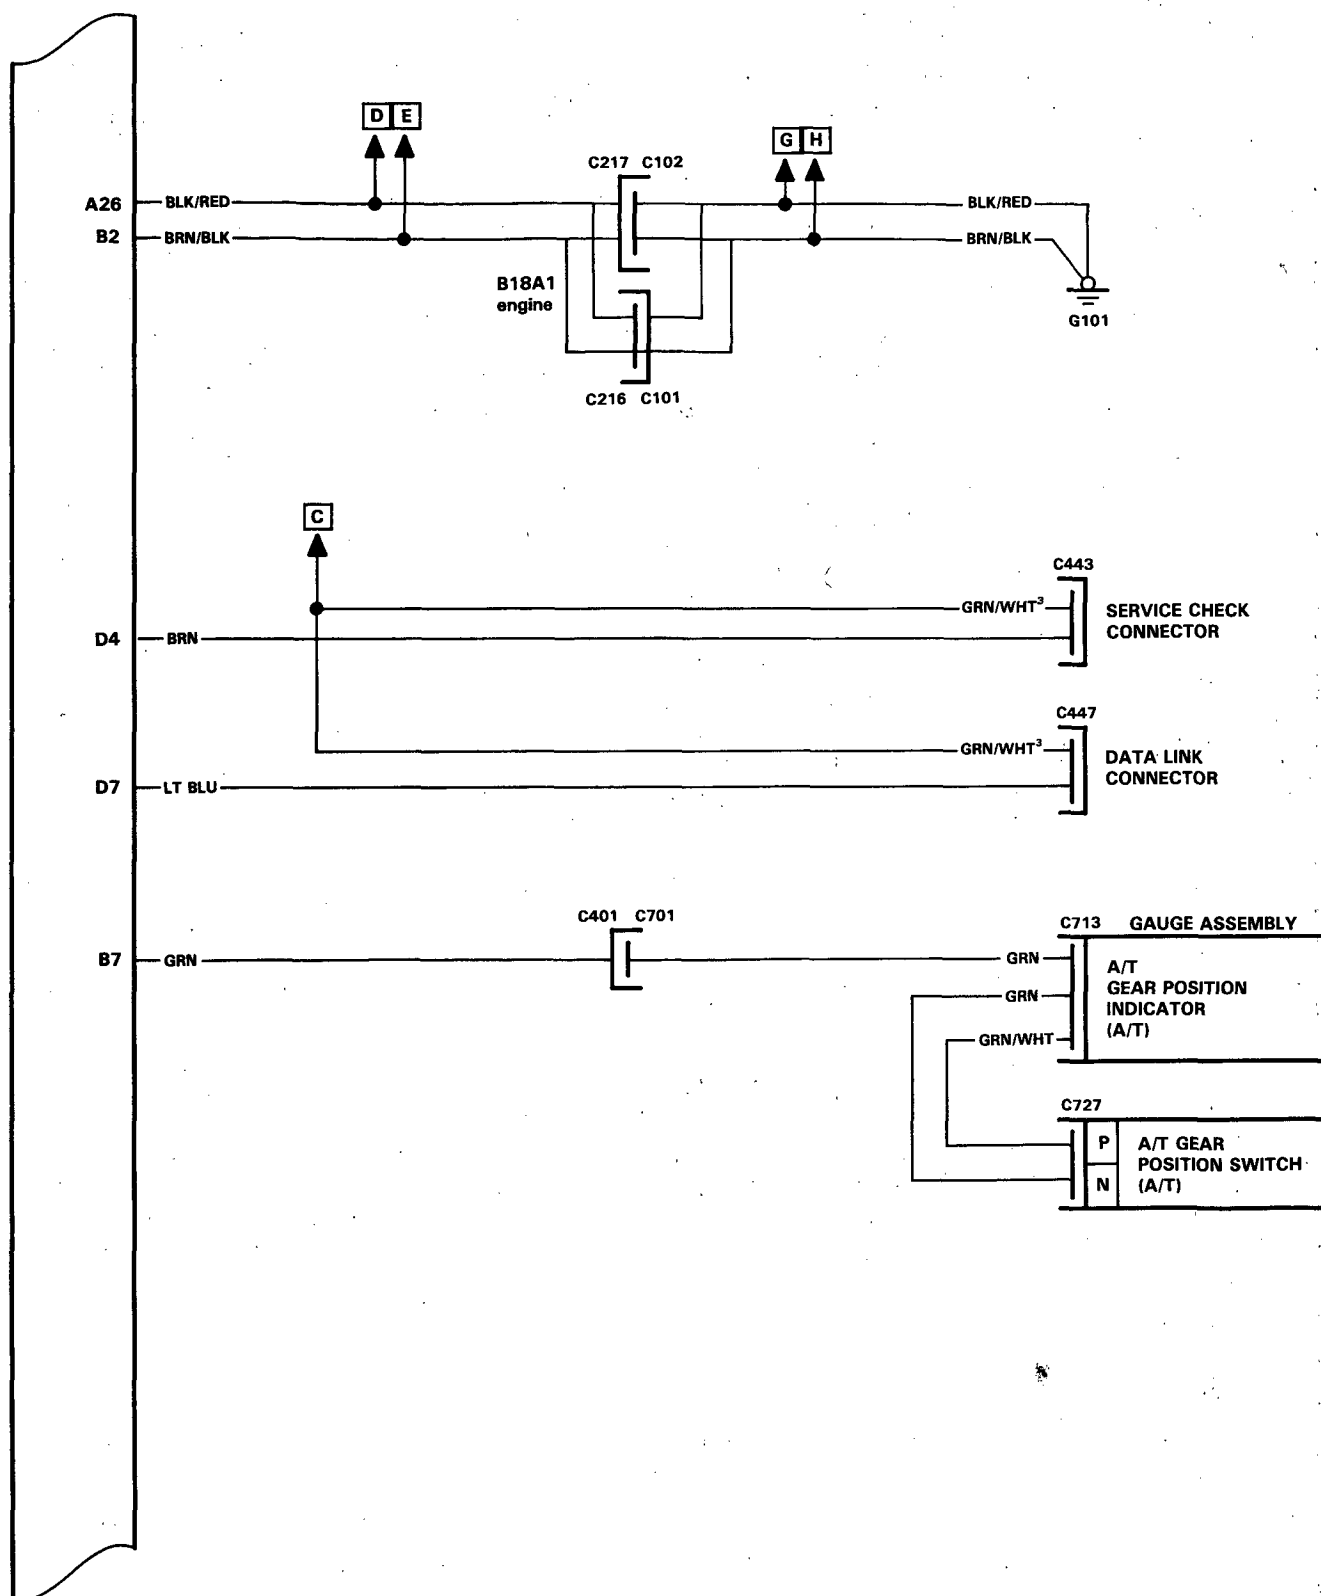 D E
G H
C217 C102
A26 BLK/RED BLK/RED
B2 BRN/BLK BRN/BLK
B18A1
engine
G101
C216 C101
C
C443
GRN/WHT³
SERVICE CHECK
CONNECTOR
D4 BRN
C447
GRN/WHT³
DATA LINK
CONNECTOR
D7 LT BLU
C401 C701
C713 GAUGE ASSEMBLY
B7 GRN GRN
A/T
GEAR POSITION
INDICATOR
(A/T)
GRN
GRN/WHT
C727
P
N
A/T GEAR
POSITION SWITCH
(A/T)